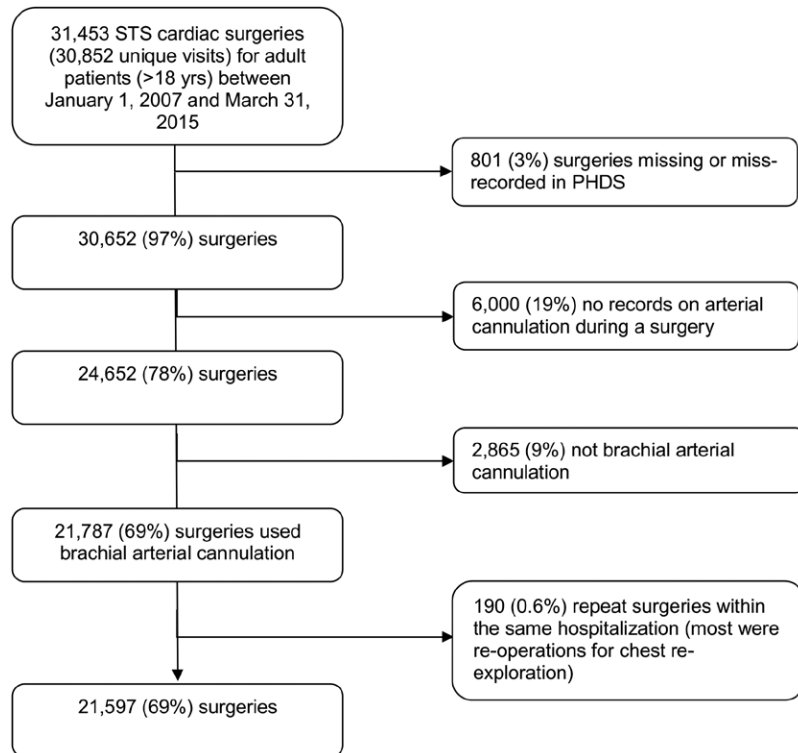 31,453 STS cardiac surgeries
(30,852 unique visits) for adult
patients (>18 yrs) between
January 1, 2007 and March 31,
2015
801 (3%) surgeries missing or miss-
recorded in PHDS
30,652 (97%) surgeries
6,000 (19%) no records on arterial
cannulation during a surgery
24,652 (78%) surgeries
2,865 (9%) not brachial arterial
cannulation
21,787 (69%) surgeries used
brachial arterial cannulation
190 (0.6%) repeat surgeries within
the same hospitalization (most were
re-operations for chest re-
exploration)
21,597 (69%) surgeries